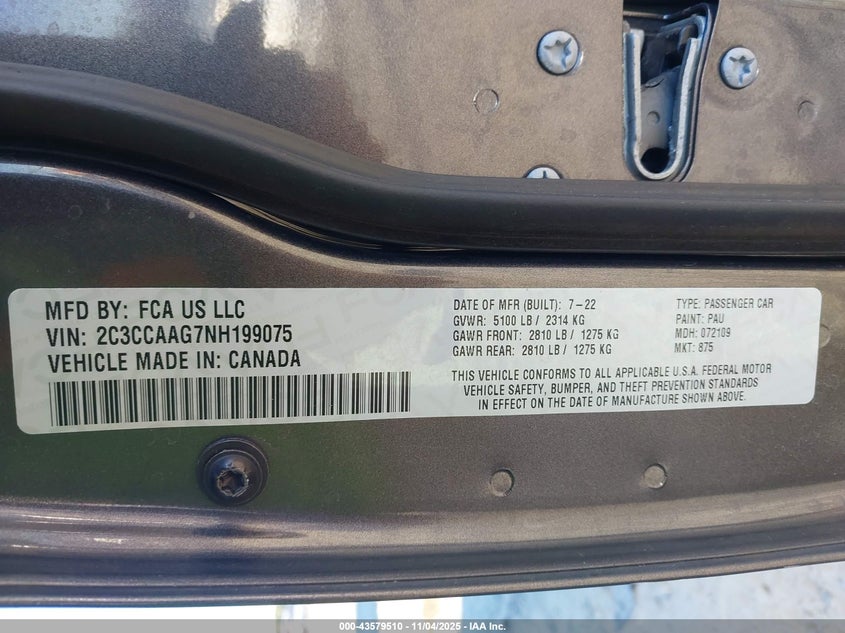 MFD BY: FCA US LLC
VIN: 2C3CCAAG7NH199075
VEHICLE MADE IN: CANADA
DATE OF MFR (BUILT): 7-22
GVWR: 5100 LB / 2314 KG
GAWR FRONT: 2810 LB / 1275 KG
GAWR REAR: 2810 LB / 1275 KG
TYPE: PASSENGER CAR
PAINT: PAU
MDH: 072109
MKT: 875
THIS VEHICLE CONFORMS TO ALL APPLICABLE U.S.A. FEDERAL MOTOR
VEHICLE SAFETY, BUMPER, AND THEFT PREVENTION STANDARDS
IN EFFECT ON THE DATE OF MANUFACTURE SHOWN ABOVE.
000-43579510 - 11/04/2025 - IAA Inc.